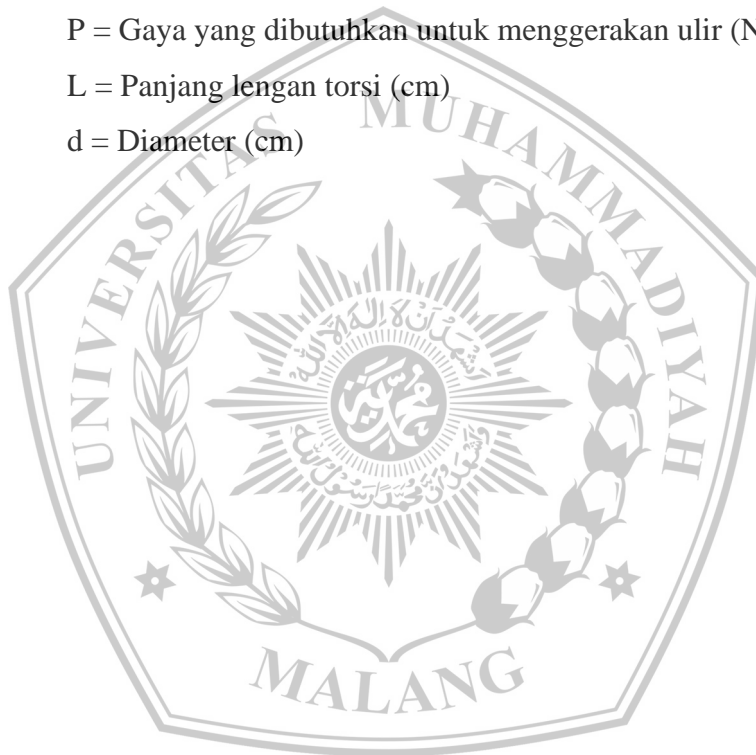 P = Gaya yang dibutuhkan untuk menggerakan ulir (N
L = Panjang lengan torsi (cm)
d = Diameter (cm)
UNIVERSITAS MUHAMMADIYAH
MALANG